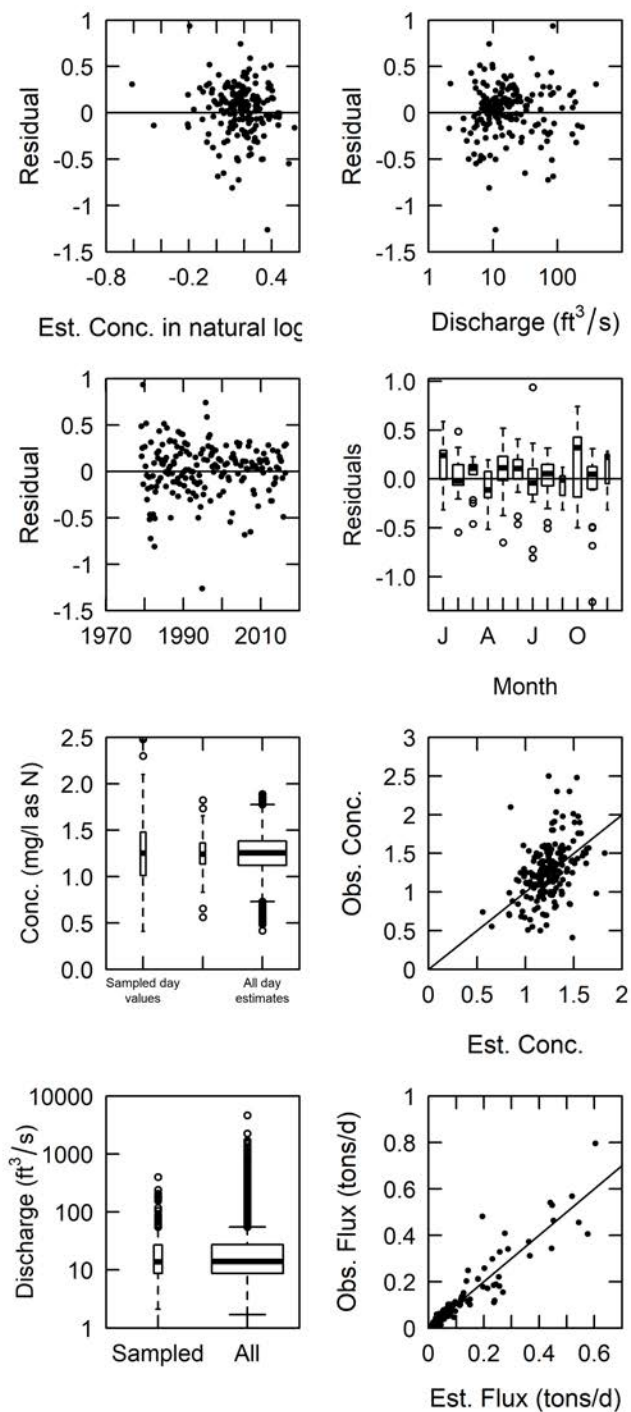 1
0.5
0
-0.5
-1
-1.5
Residual
-0.8
-0.2
0.4
Est. Conc. in natural log
1
0.5
0
-0.5
-1
-1.5
Residual
1
10
100
Discharge (ft³/s)
1
0.5
0
-0.5
-1
-1.5
Residual
1970
1990
2010
1.0
0.5
0.0
-0.5
-1.0
Residuals
J
A
J
O
Month
2.5
2.0
1.5
1.0
0.5
0.0
Conc. (mg/l as N)
Sampled day
values
All day
estimates
3
2.5
2
1.5
1
0.5
0
Obs. Conc.
0
0.5
1
1.5
2
Est. Conc.
10000
1000
100
10
1
Discharge (ft³/s)
Sampled
All
1
0.8
0.6
0.4
0.2
0
Obs. Flux (tons/d)
0
0.2
0.4
0.6
Est. Flux (tons/d)